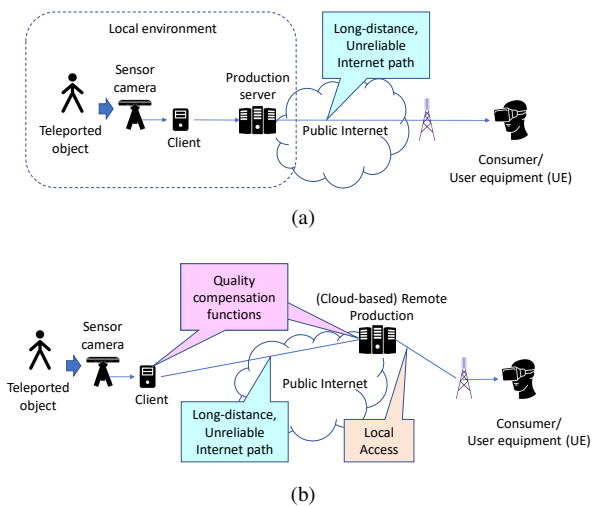 Local environment
Long-distance,
Unreliable
Internet path
Sensor
camera
Production
server
Teleported
object
Client
Public Internet
Consumer/
User equipment (UE)
(a)
Quality
compensation
functions
(Cloud-based) Remote
Production
Sensor
camera
Teleported
object
Client
Public Internet
Long-distance,
Unreliable
Internet path
Local
Access
Consumer/
User equipment (UE)
(b)